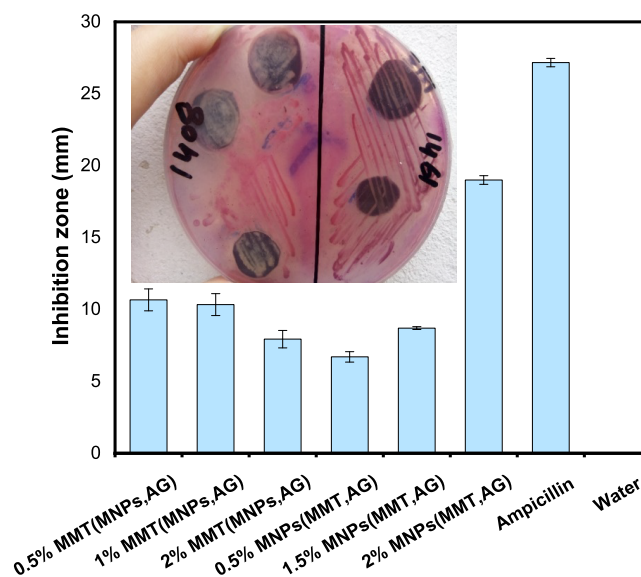 Inhibition zone (mm)
30
25
20
15
10
5
0
1408
1461
0.5% MMT(MNPs,AG)
1% MMT(MNPs,AG)
2% MMT(MNPs,AG)
0.5% MNPs(MMT,AG)
1.5% MNPs(MMT,AG)
2% MNPs(MMT,AG)
Ampicillin
Water